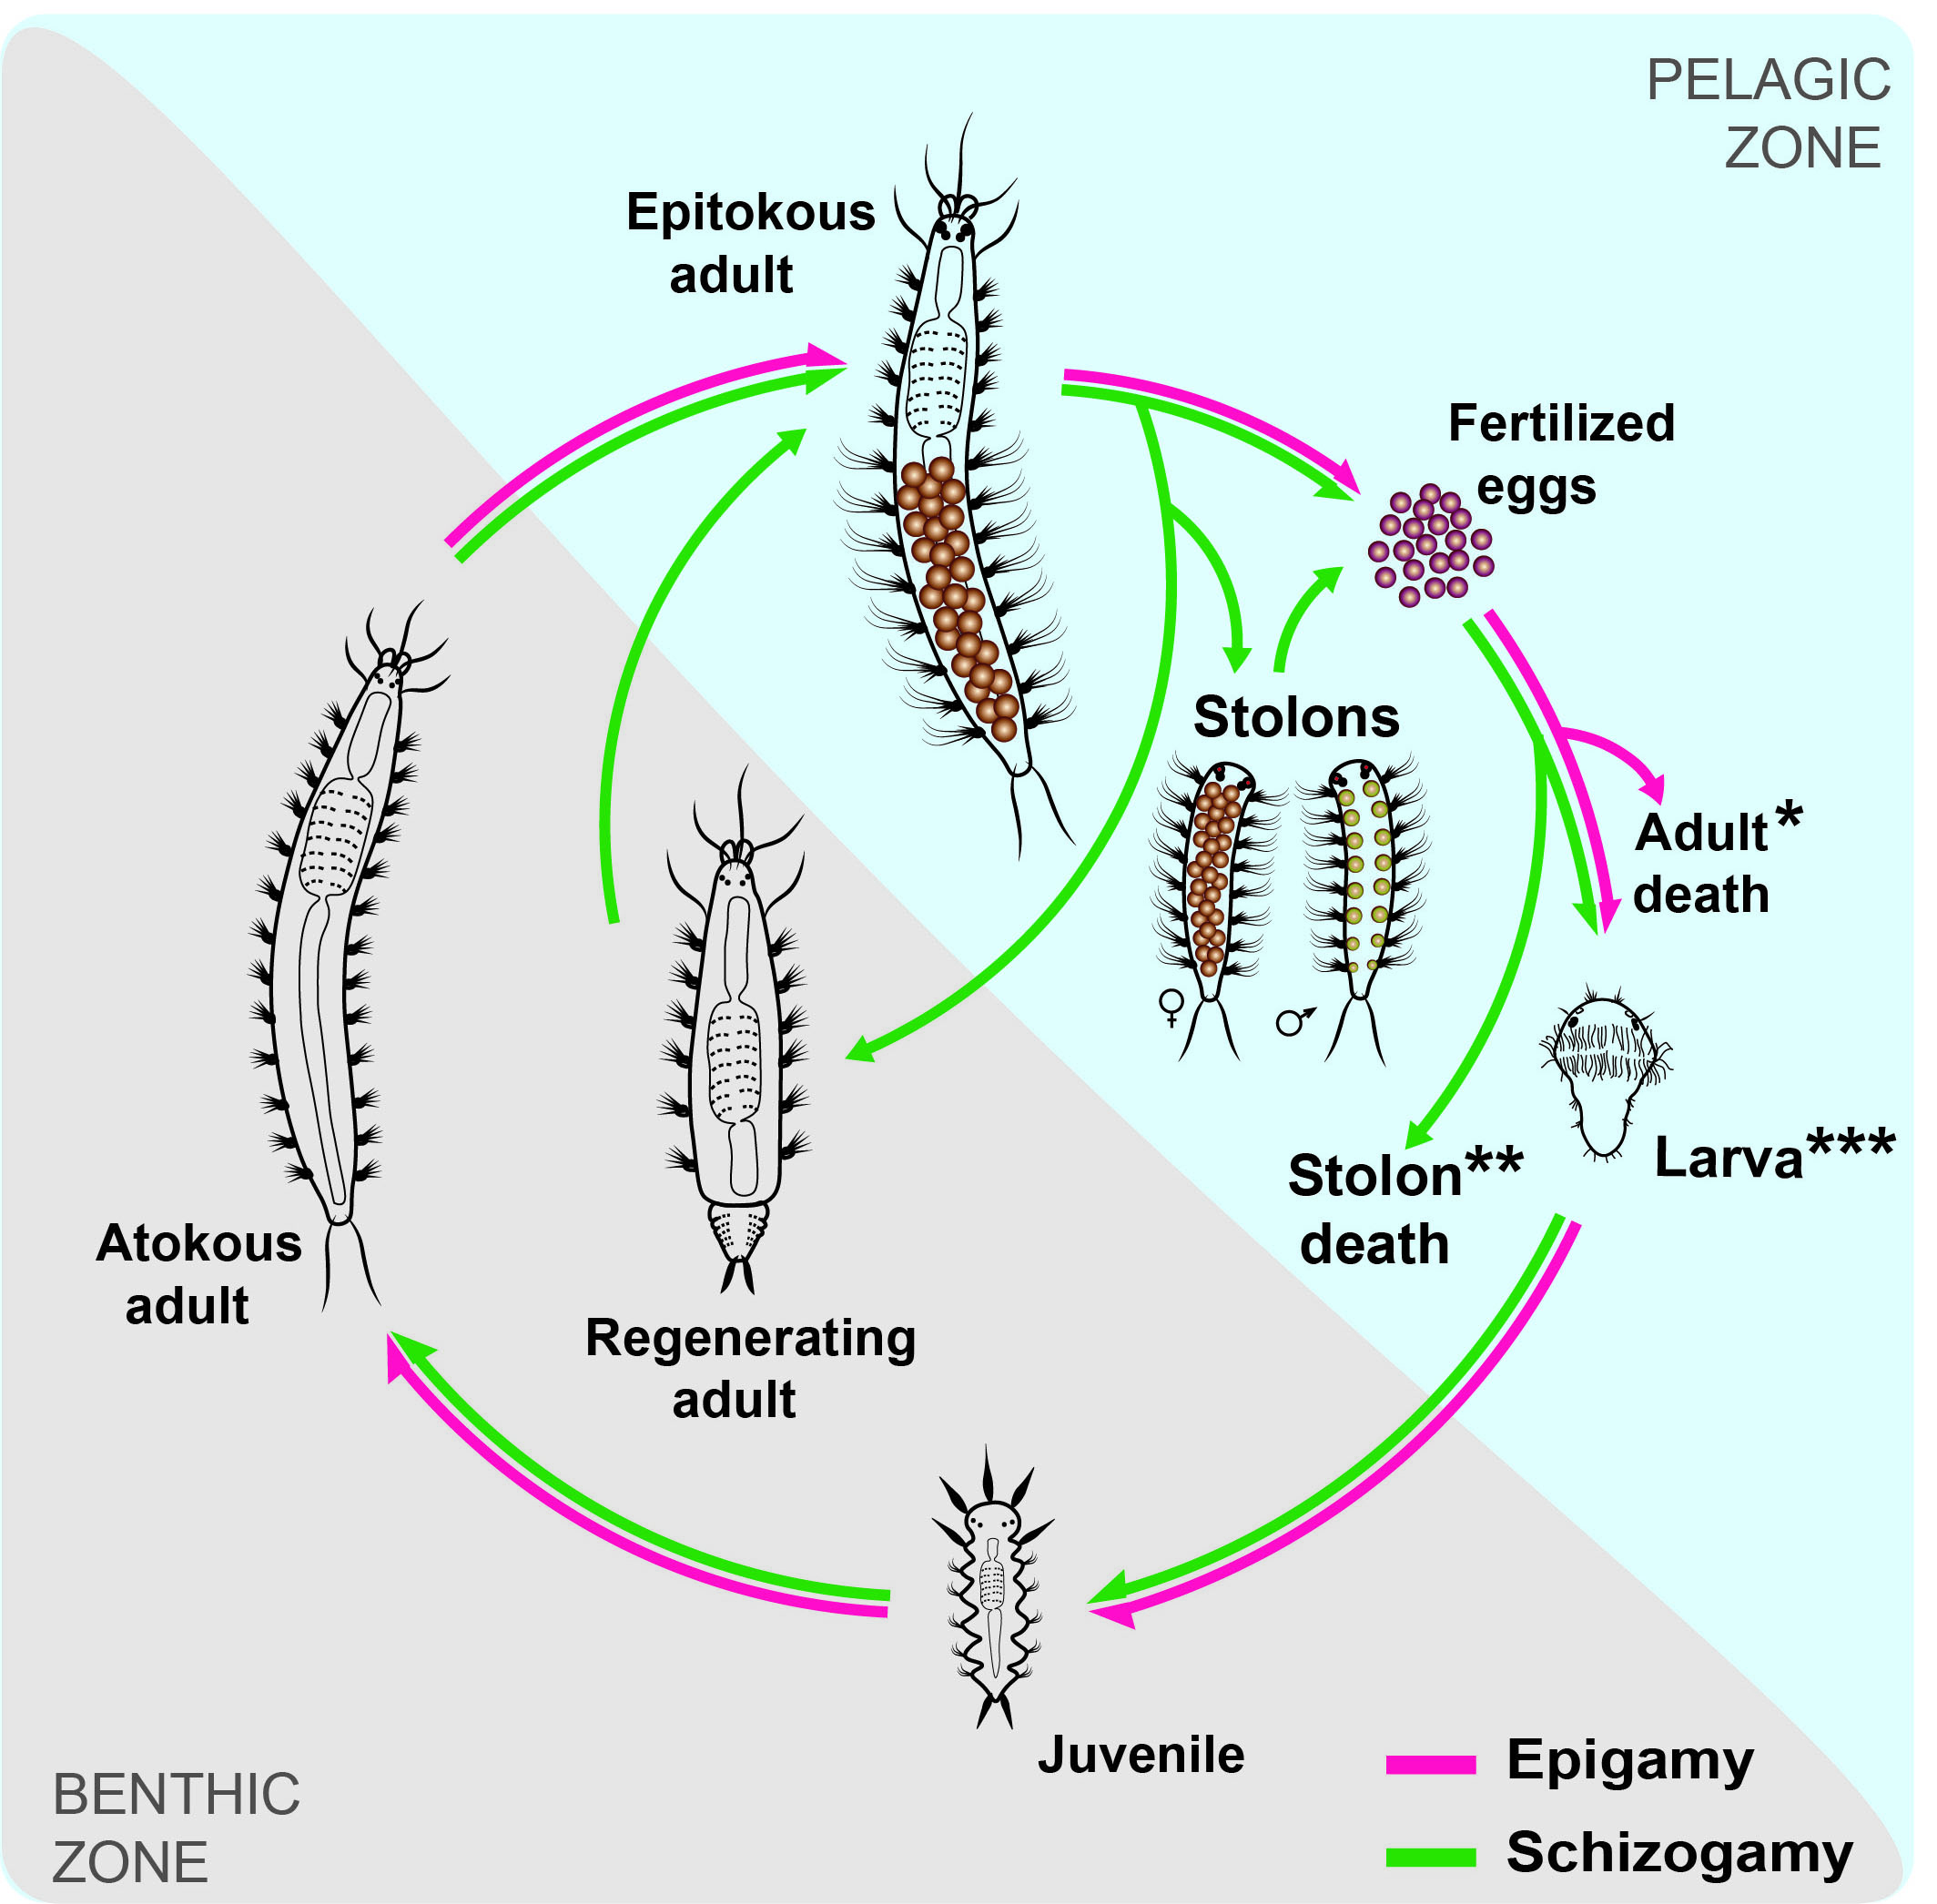 PELAGIC
ZONE
Epitokous
adult
Fertilized
eggs
Stolons
Adult*
death
Stolon**
death
Larva***
Atokous
adult
Regenerating
adult
Juvenile
BENTHIC
ZONE
Epigamy
Schizogamy